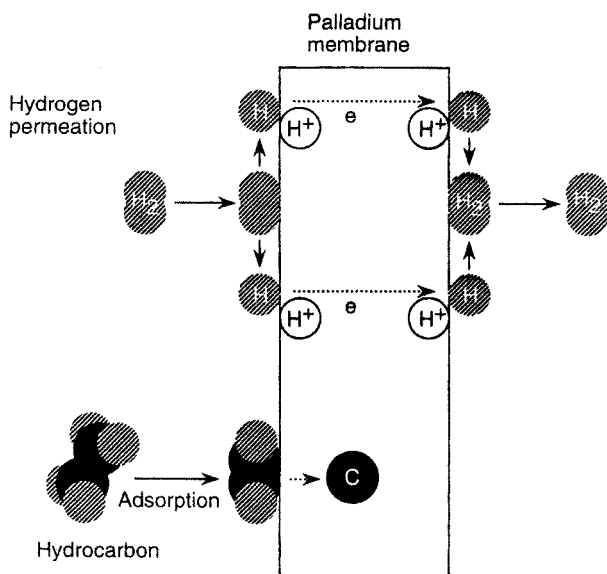 Palladium
membrane
Hydrogen
permeation
H
e
H
H+
H+
H2
H2
H2
H
e
H
H+
H+
C
Adsorption
Hydrocarbon